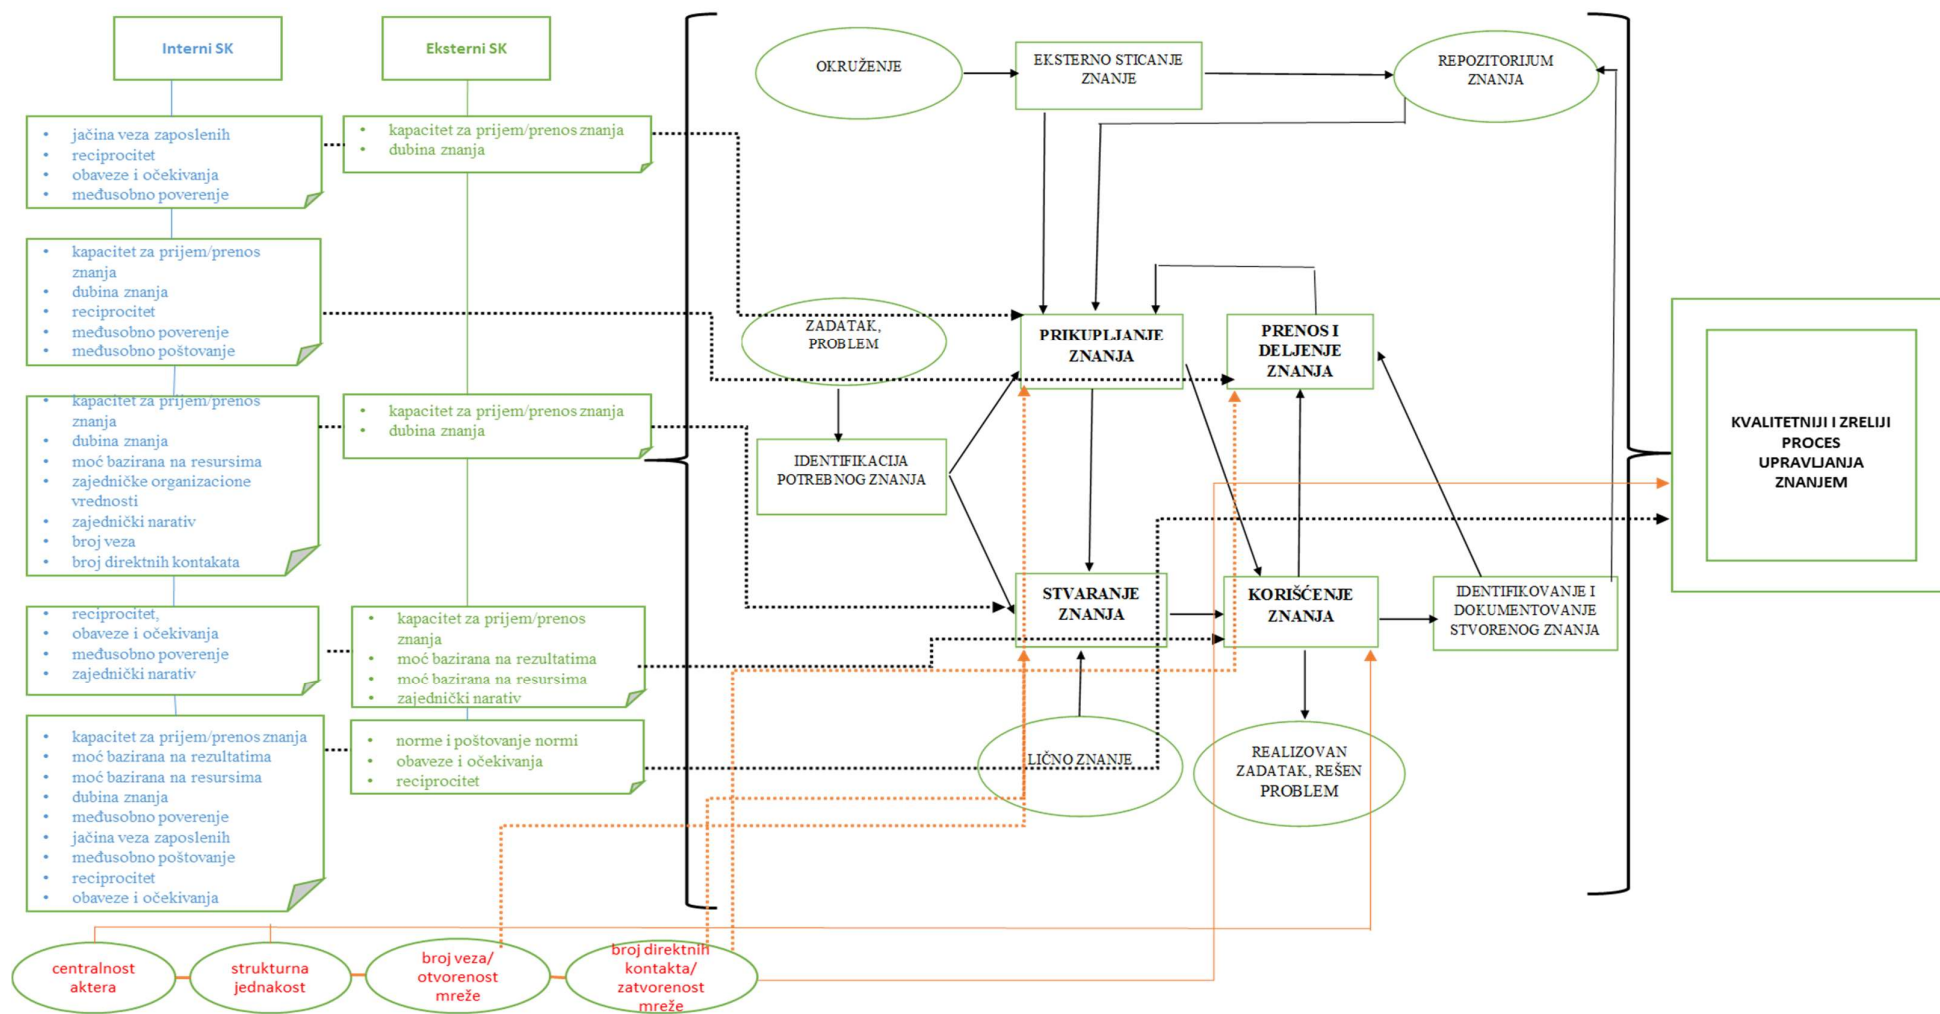 Interni SK
Eksterni SK
• jačina veza zaposlenih
• reciprocitet
• obaveze i očekivanja
• međusobno poverenje
• kapacitet za prijem/prenos znanja
• dubina znanja
• kapacitet za prijem/prenos
znanja
• dubina znanja
• reciprocitet
• međusobno poverenje
• međusobno poštovanje
• kapacitet za prijem/prenos
znanja
• dubina znanja
• moć bazirana na resursima
• zajedničke organizacione
vrednosti
• zajednički narativ
• broj veza
• broj direktnih kontakata
• kapacitet za prijem/prenos znanja
• dubina znanja
• reciprocitet,
• obaveze i očekivanja
• međusobno poverenje
• zajednički narativ
• kapacitet za prijem/prenos
znanja
• moć bazirana na rezultatima
• moć bazirana na resursima
• zajednički narativ
• kapacitet za prijem/prenos znanja
• moć bazirana na rezultatima
• moć bazirana na resursima
• dubina znanja
• međusobno poverenje
• jačina veza zaposlenih
• međusobno poštovanje
• reciprocitet
• obaveze i očekivanja
• norme i poštovanje normi
• obaveze i očekivanja
• reciprocitet
centralnost
aktera
strukturna
jednakost
broj veza/
otvorenost
mreže
broj direktnih
kontakta/
zatvorenost
mreže
OKRUŽENJE
EKSTERNO STICANJE
ZNANJE
REPOZITORIJUM
ZNANJA
ZADATAK,
PROBLEM
PRIKUPLJANJE
ZNANJA
PRENOS I
DELJENJE
ZNANJA
IDENTIFIKACIJA
POTREBNOG ZNANJA
STVARANJE
ZNANJA
KORIŠĆENJE
ZNANJA
IDENTIFIKOVANJE I
DOKUMENTOVANJE
STVORENOG ZNANJA
LIČNO ZNANJE
REALIZOVAN
ZADATAK, REŠEN
PROBLEM
KVALITETNIJI I ZRELIJI
PROCES
UPRAVLJANJA
ZNANJEM